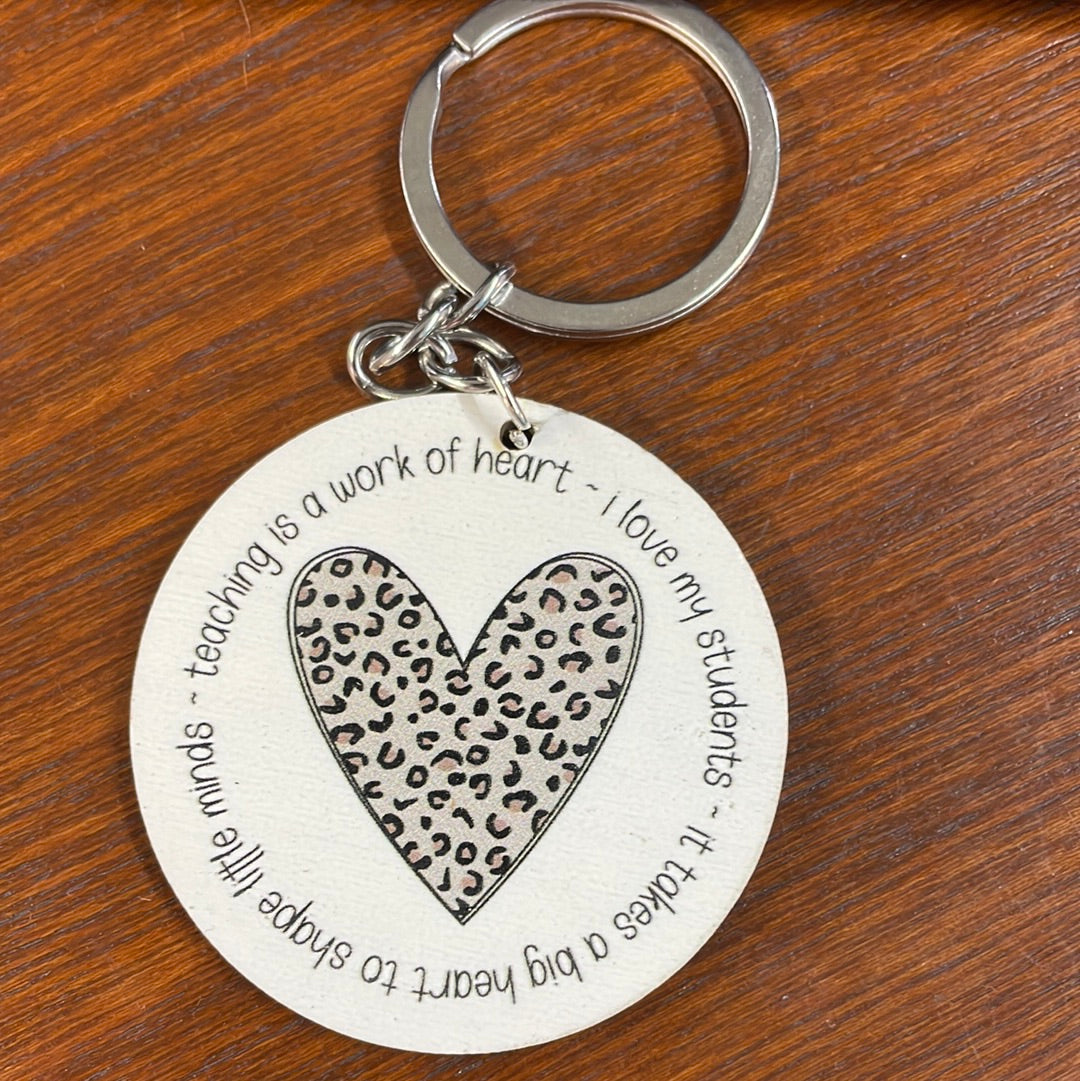 teaching is a work of heart ~ i love my students ~ it takes a big heart to shape little minds ~